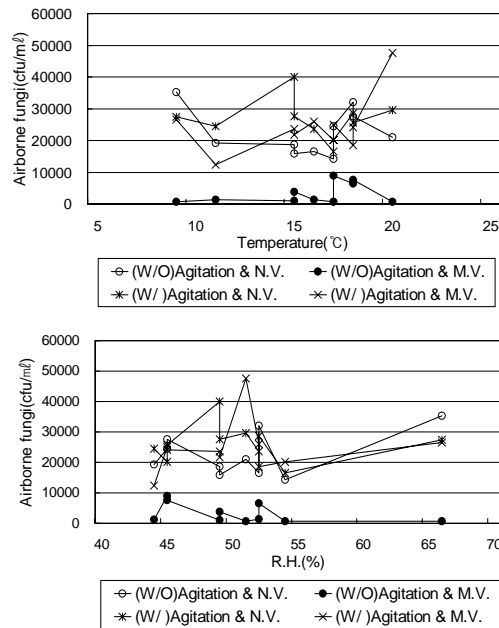 60000
50000
40000
30000
20000
10000
0
Airborne fungi(cfu/㎖)
5 10 15 20 25
Temperature(℃)
(W/O)Agitation & N.V. (W/O)Agitation & M.V.
(W/ )Agitation & N.V. (W/ )Agitation & M.V.
60000
50000
40000
30000
20000
10000
0
Airborne fungi(cfu/㎖)
40 45 50 55 60 65 70
R.H.(%)
(W/O)Agitation & N.V. (W/O)Agitation & M.V.
(W/ )Agitation & N.V. (W/ )Agitation & M.V.